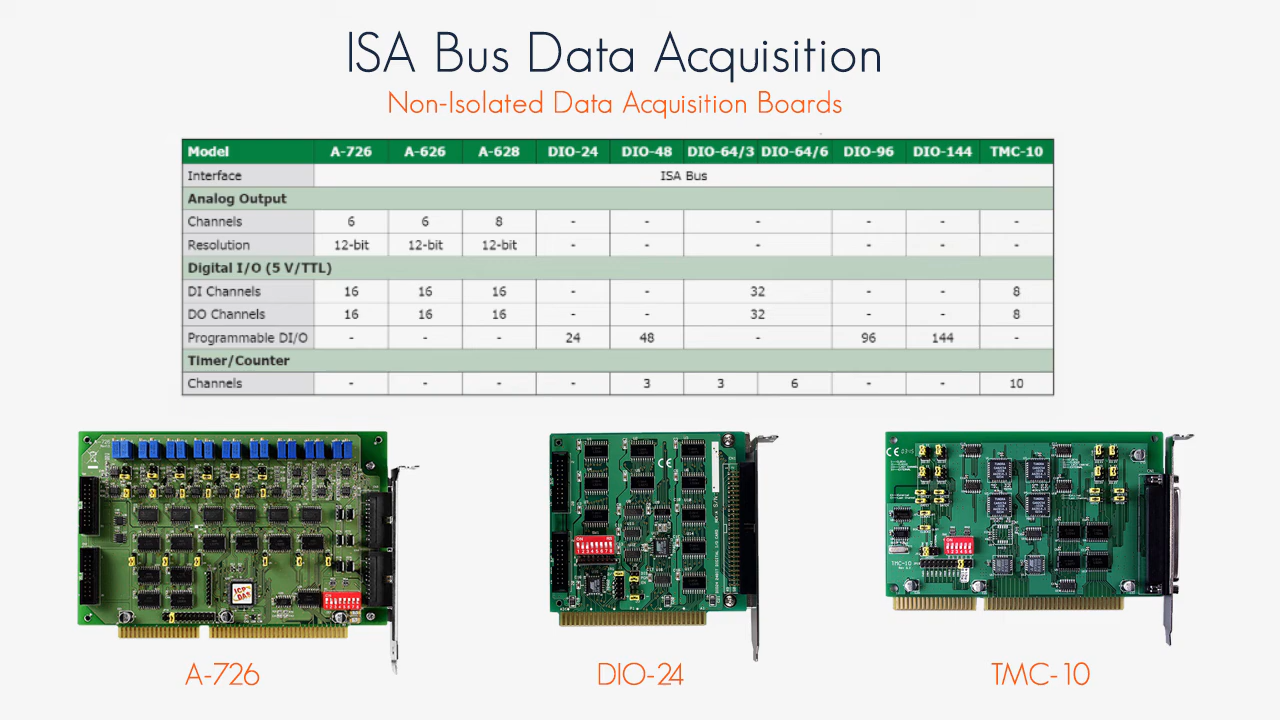 ISA Bus Data Acquisition
Non-Isolated Data Acquisition Boards
Model A-726 A-626 A-628 DIO-24 DIO-48 DIO-64/3 DIO-64/6 DIO-96 DIO-144 TMC-10
Interface ISA Bus
Analog Output
Channels 6 6 8 - - - - - -
Resolution 12-bit 12-bit 12-bit - - - - - -
Digital I/O (5 V/TTL)
DI Channels 16 16 16 - - 32 - - 8
DO Channels 16 16 16 - - 32 - - 8
Programmable DI/O - - - 24 48 - 96 144 -
Timer/Counter
Channels - - - - 3 3 6 - - 10
A-726 DIO-24 TMC-10